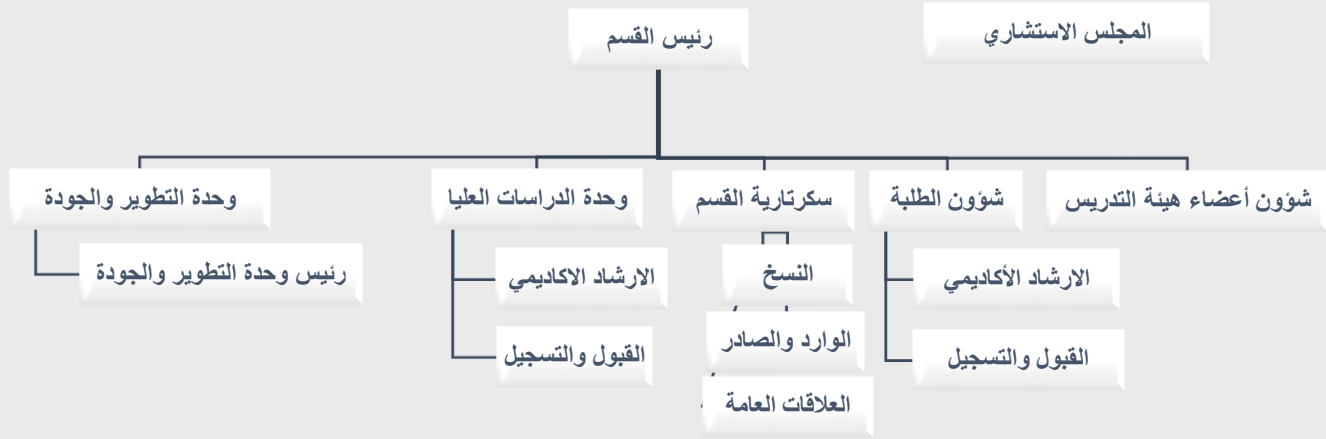 المجلس الاستشاري
رئيس القسم
شؤون أعضاء هيئة التدريس
شؤون الطلبة
سكرتارية القسم
وحدة الدراسات العليا
وحدة التطوير والجودة
الارشاد الأكاديمي
النسخ
الارشاد الاكاديمي
رئيس وحدة التطوير والجودة
القبول والتسجيل
الوارد والصادر
القبول والتسجيل
العلاقات العامة